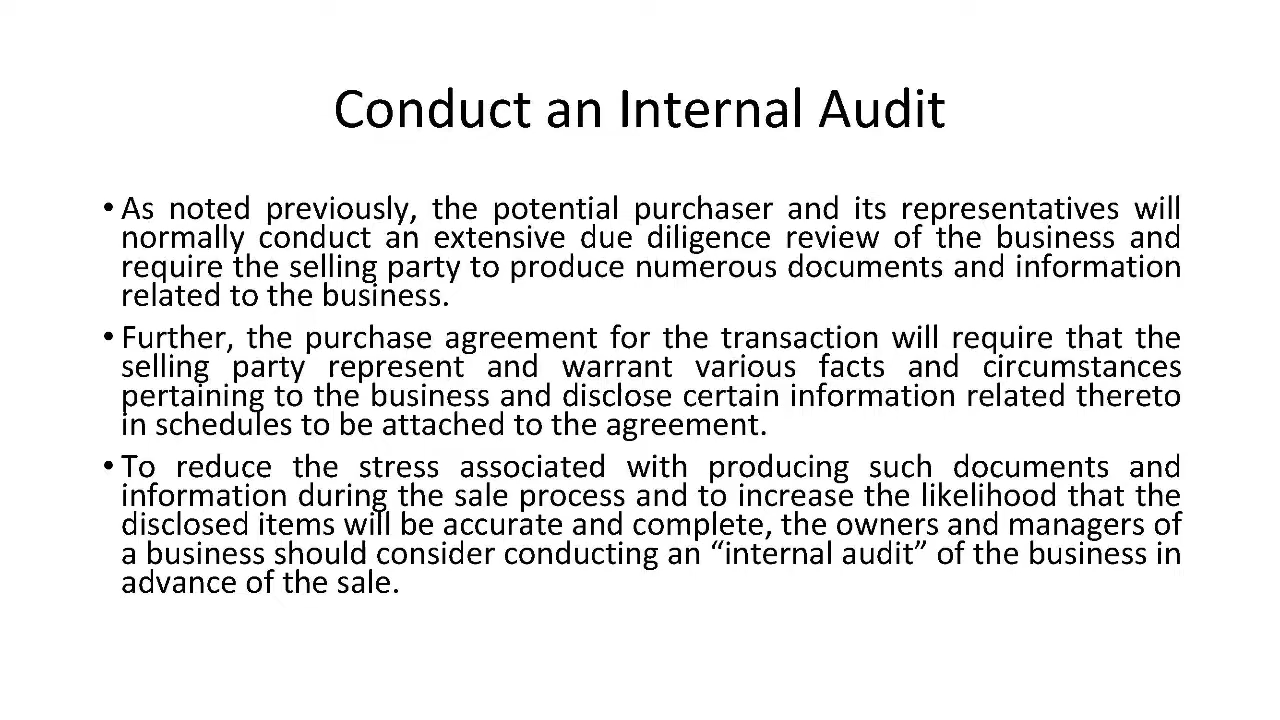 Conduct an Internal Audit
• As noted previously, the potential purchaser and its representatives will
normally conduct an extensive due diligence review of the business and
require the selling party to produce numerous documents and information
related to the business.
• Further, the purchase agreement for the transaction will require that the
selling party represent and warrant various facts and circumstances
pertaining to the business and disclose certain information related thereto
in schedules to be attached to the agreement.
• To reduce the stress associated with producing such documents and
information during the sale process and to increase the likelihood that the
disclosed items will be accurate and complete, the owners and managers of
a business should consider conducting an “internal audit” of the business in
advance of the sale.